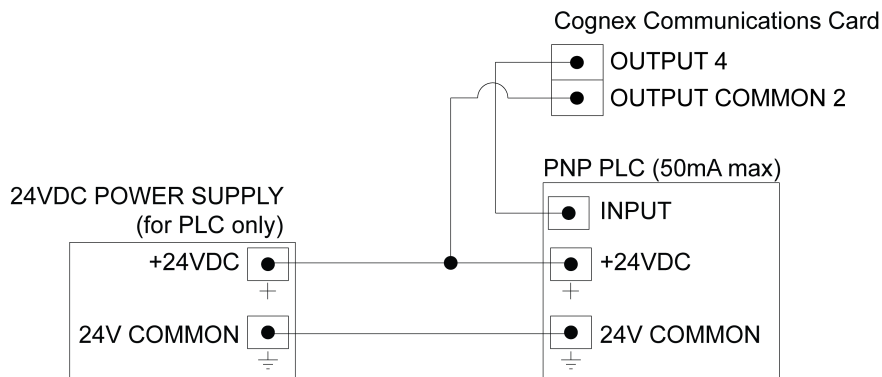 Cognex Communications Card
OUTPUT 4
OUTPUT COMMON 2
PNP PLC (50mA max)
24VDC POWER SUPPLY
(for PLC only)
INPUT
+24VDC
+24VDC
24V COMMON
24V COMMON